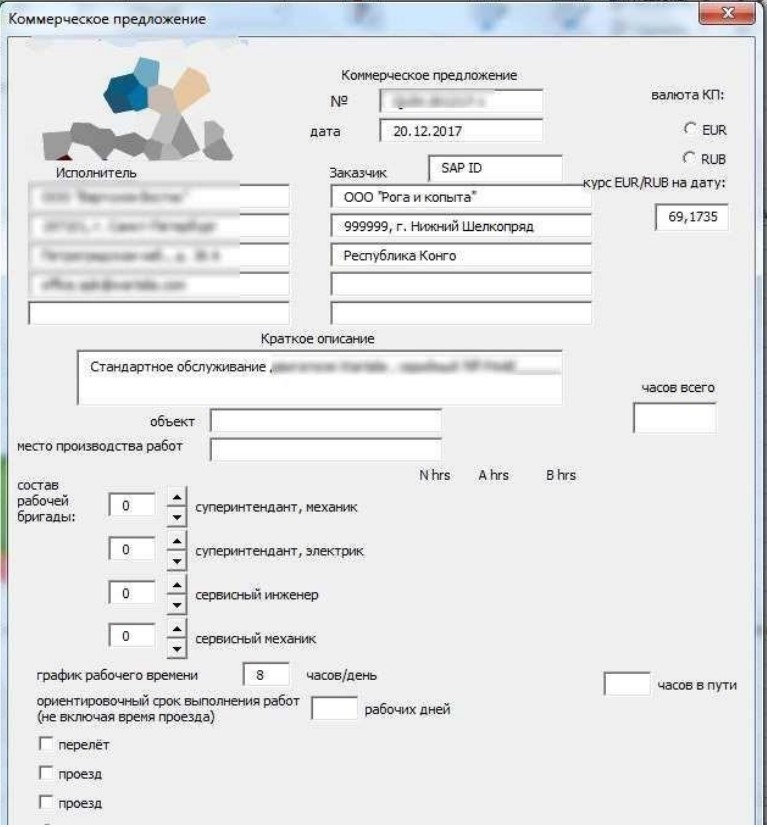 Коммерческое предложение
Коммерческое предложение
№
валюта КП:
дата
20.12.2017
EUR
RUB
Исполнитель
Заказчик
SAP ID
курс EUR/RUB на дату:
ООО "Рога и копыта"
69,1735
999999, г. Нижний Шелкопряд
Республика Конго
Краткое описание
Стандартное обслуживание
часов всего
объект
место производства работ
N hrs A hrs B hrs
состав
рабочей
бригады:
0 суперинтендант, механик
0 суперинтендант, электрик
0 сервисный инженер
0 сервисный механик
график рабочего времени 8 часов/день
часов в пути
ориентировочный срок выполнения работ
(не включая время проезда)
рабочих дней
перелёт
проезд
проезд